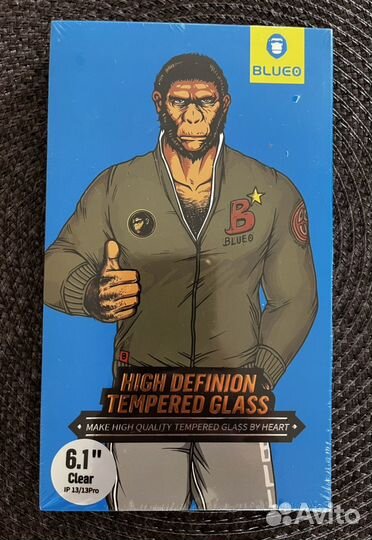 BLUEO
B
BLUEO
HIGH DEFINION
TEMPERED GLASS
MAKE HIGH QUALITY TEMPERED GLASS BY HEART
6.1"
Clear
IP 13/13Pro
BL
Avito